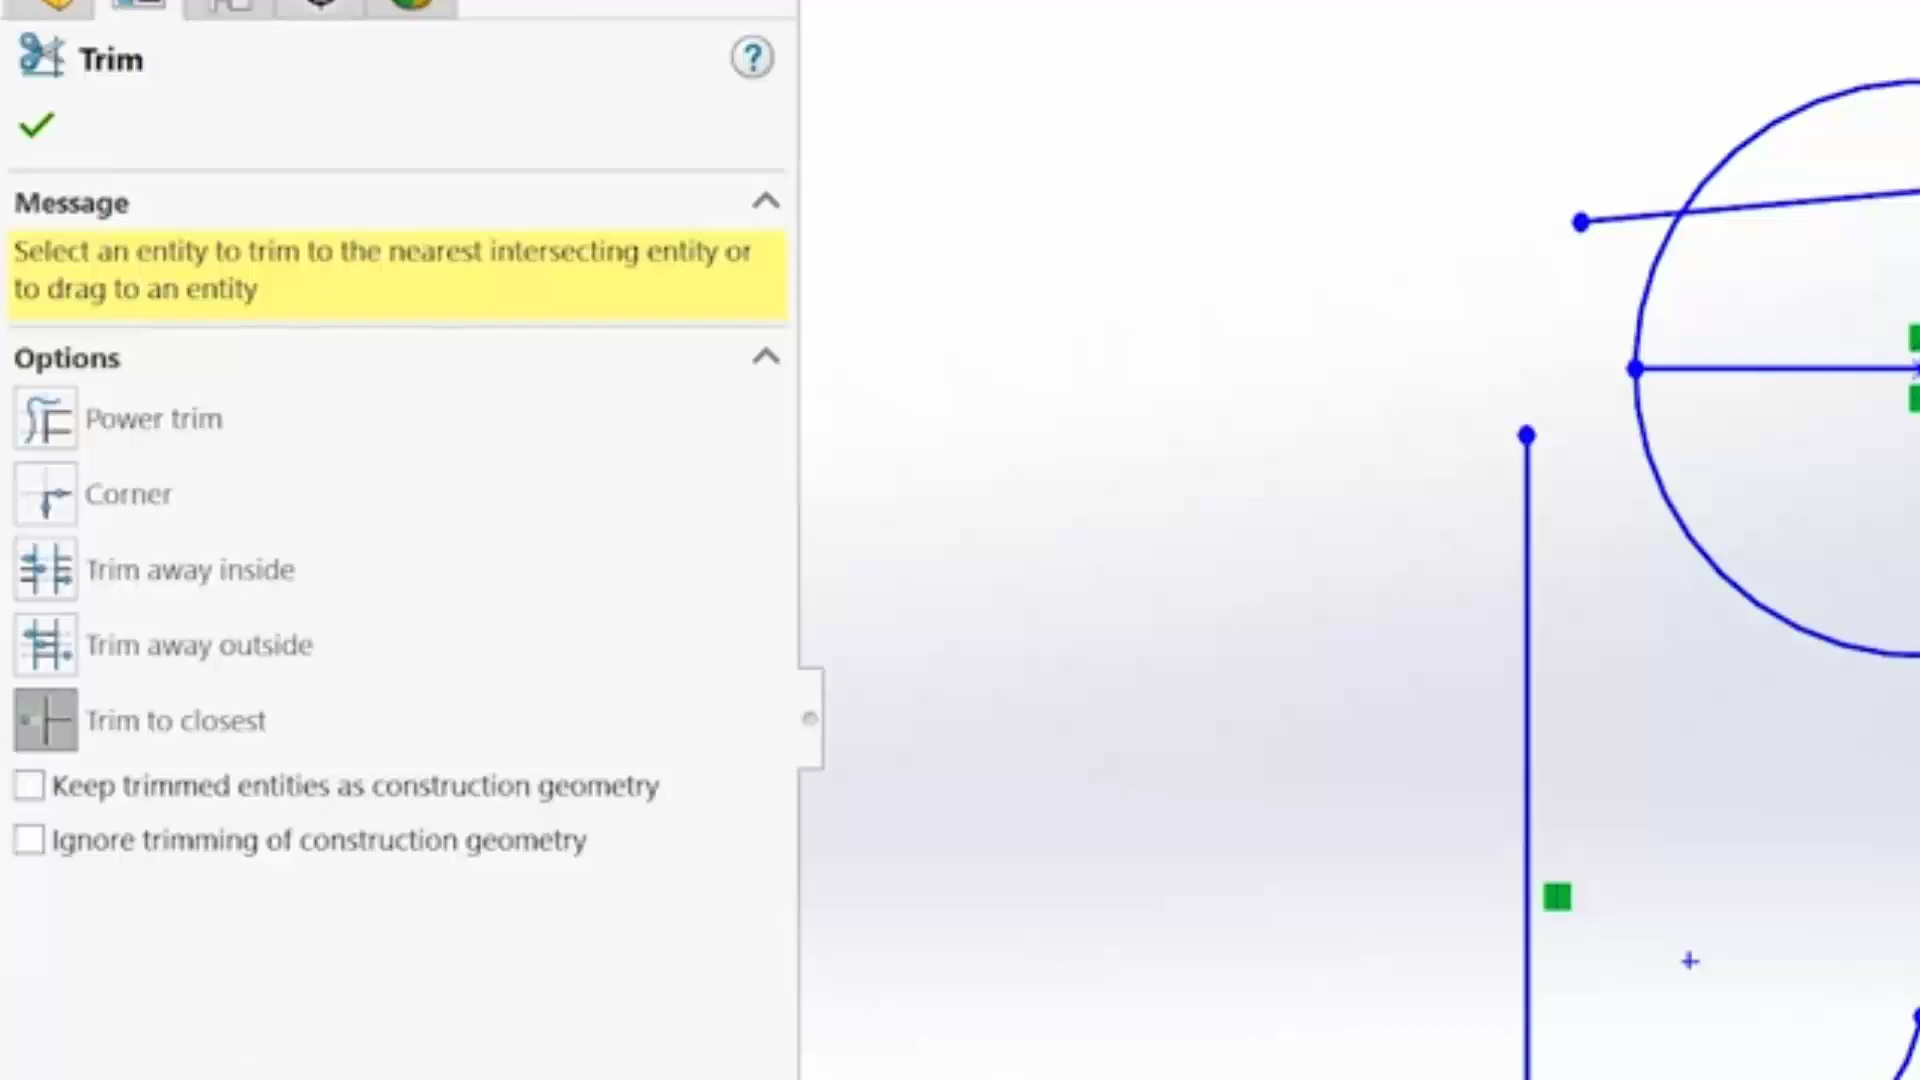 Trim
?
Message
Select an entity to trim to the nearest intersecting entity or
to drag to an entity
Options
Power trim
Corner
Trim away inside
Trim away outside
Trim to closest
Keep trimmed entities as construction geometry
Ignore trimming of construction geometry